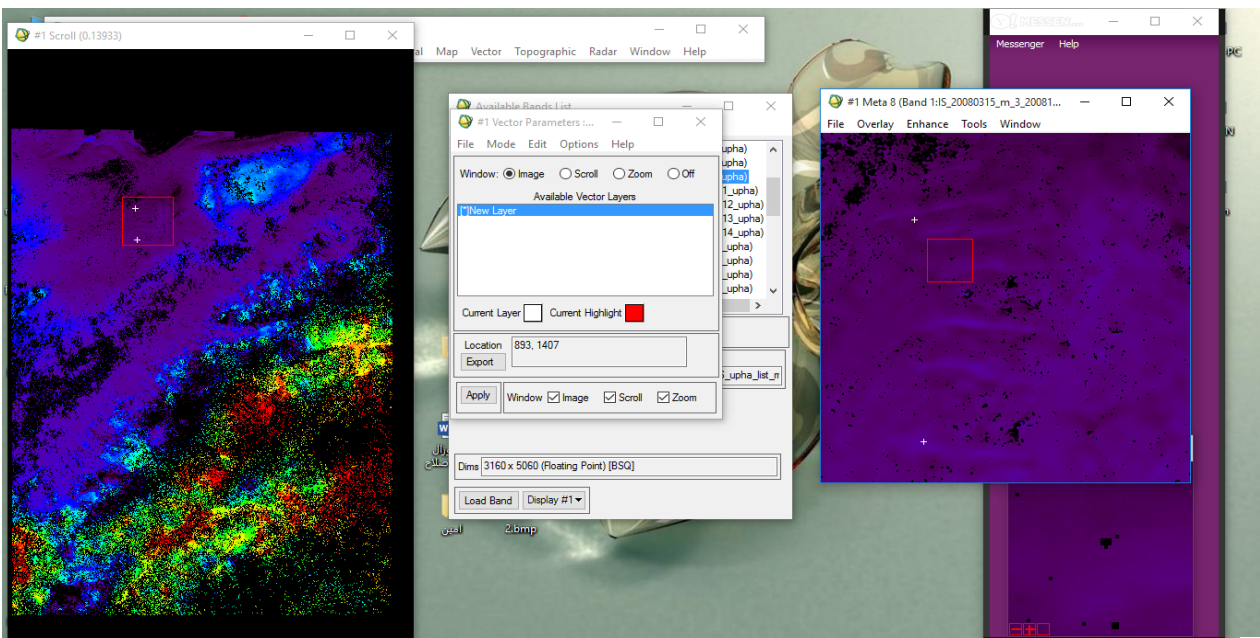 #1 Scroll (0.13933)
Map Vector Topographic Radar Window Help
Available Bands List
#1 Vector Parameters :...
File Mode Edit Options Help
Window: Image Scroll Zoom Off
Available Vector Layers
[*]New Layer
Current Layer Current Highlight
Location 893, 1407
Export
Apply Window Image Scroll Zoom
upha)
upha)
upha)
1_upha)
12_upha)
13_upha)
14_upha)
_upha)
_upha)
_upha)
_upha)
S_upha_list_m
Dims 3160 x 5060 (Floating Point) [BSQ]
Load Band Display #1
امین
2.bmp
Y! MESSEN...
Messenger Help
#1 Meta 8 (Band 1:IS_20080315_m_3_20081...
File Overlay Enhance Tools Window
PC